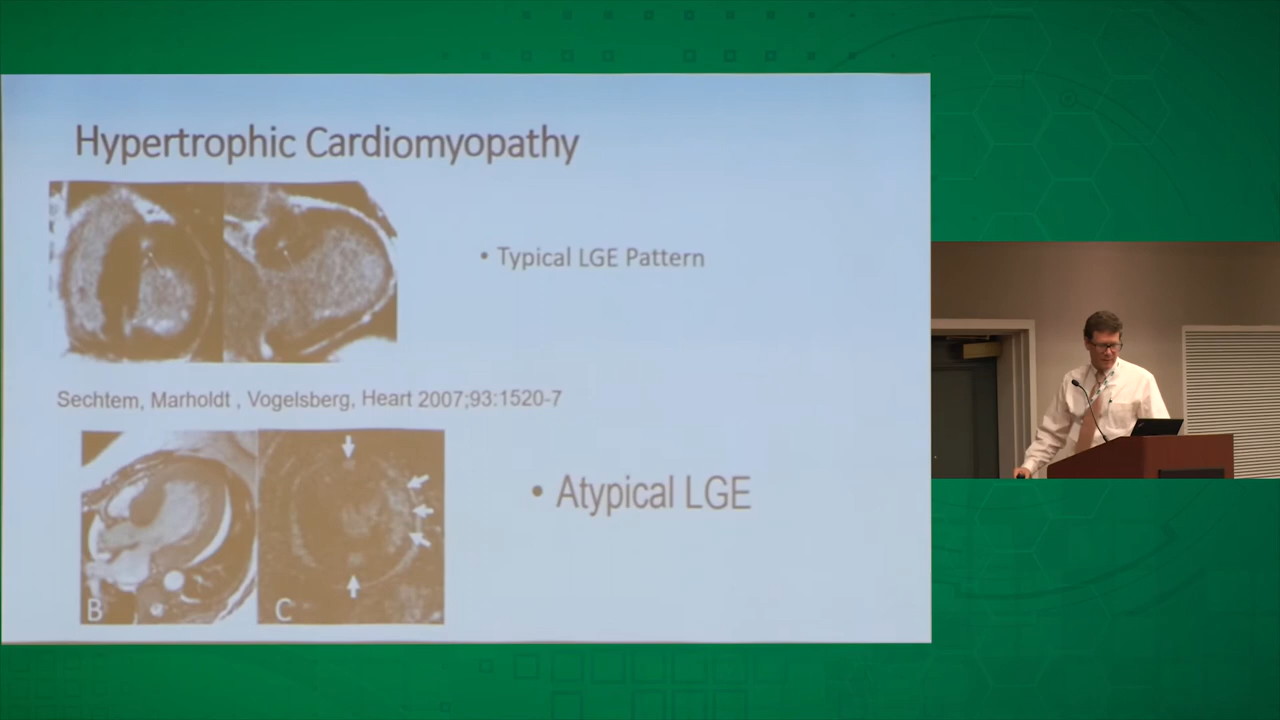 Hypertrophic Cardiomyopathy
• Typical LGE Pattern
Sechtem, Marholdt , Vogelsberg, Heart 2007;93:1520-7
• Atypical LGE
B
C